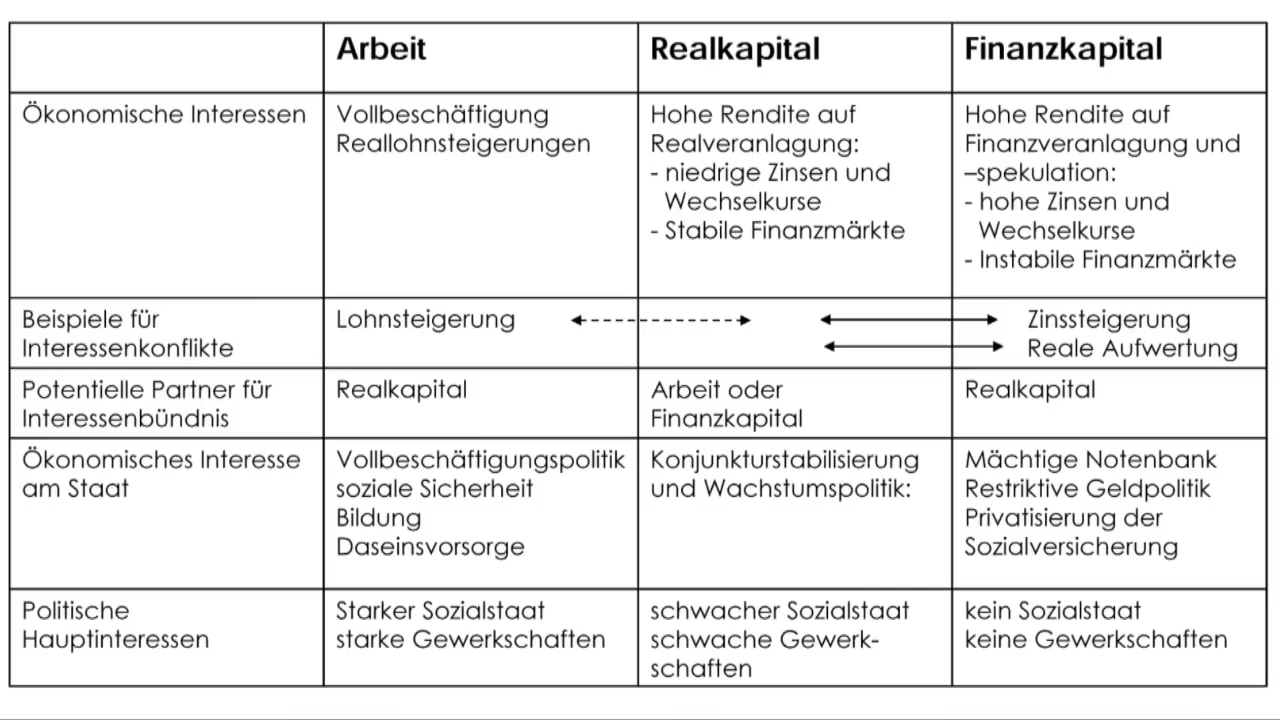 Arbeit
Realkapital
Finanzkapital
Ökonomische Interessen
Vollbeschäftigung
Reallohnsteigerungen
Hohe Rendite auf
Realveranlagung:
- niedrige Zinsen und
Wechselkurse
- Stabile Finanzmärkte
Hohe Rendite auf
Finanzveranlagung und
–spekulation:
- hohe Zinsen und
Wechselkurse
- Instabile Finanzmärkte
Beispiele für
Interessenkonflikte
Lohnsteigerung
Zinssteigerung
Reale Aufwertung
Potentielle Partner für
Interessenbündnis
Realkapital
Arbeit oder
Finanzkapital
Realkapital
Ökonomisches Interesse
am Staat
Vollbeschäftigungspolitik
soziale Sicherheit
Bildung
Daseinsvorsorge
Konjunkturstabilisierung
und Wachstumspolitik:
Mächtige Notenbank
Restriktive Geldpolitik
Privatisierung der
Sozialversicherung
Politische
Hauptinteressen
Starker Sozialstaat
starke Gewerkschaften
schwacher Sozialstaat
schwache Gewerk-
schaften
kein Sozialstaat
keine Gewerkschaften